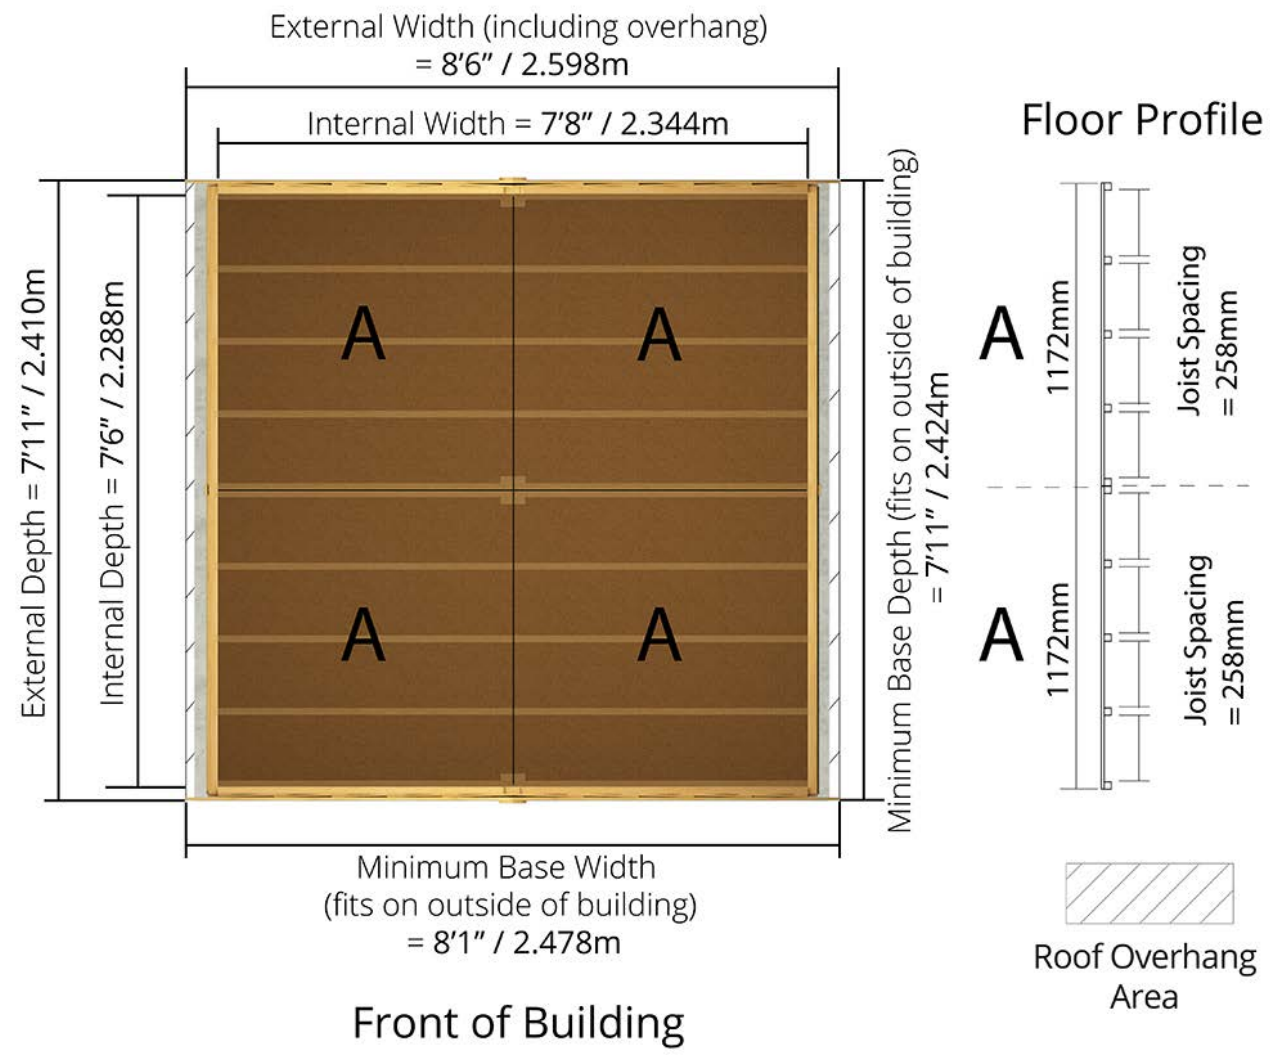 External Width (including overhang)
= 8’6” / 2.598m
Internal Width = 7’8” / 2.344m
Floor Profile
External Depth = 7’11” / 2.410m
Internal Depth = 7’6” / 2.288m
A
A
A
A
Minimum Base Depth (fits on outside of building)
= 7’11” / 2.424m
A
1172mm
Joist Spacing
= 258mm
A
1172mm
Joist Spacing
= 258mm
Minimum Base Width
(fits on outside of building)
= 8’1” / 2.478m
Roof Overhang
Area
Front of Building